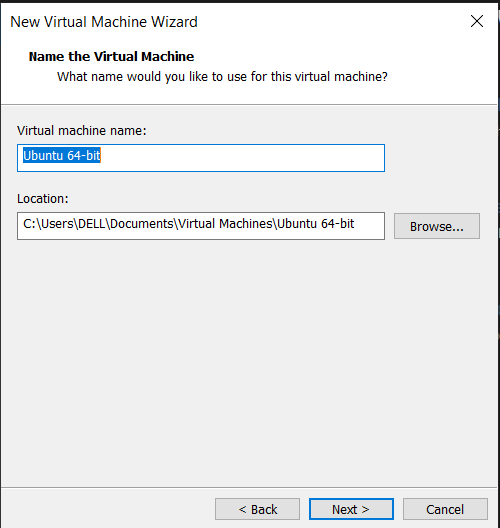 New Virtual Machine Wizard
Name the Virtual Machine
What name would you like to use for this virtual machine?
Virtual machine name:
Ubuntu 64-bit
Location:
C:\Users\DELL\Documents\Virtual Machines\Ubuntu 64-bit
Browse...
< Back
Next >
Cancel